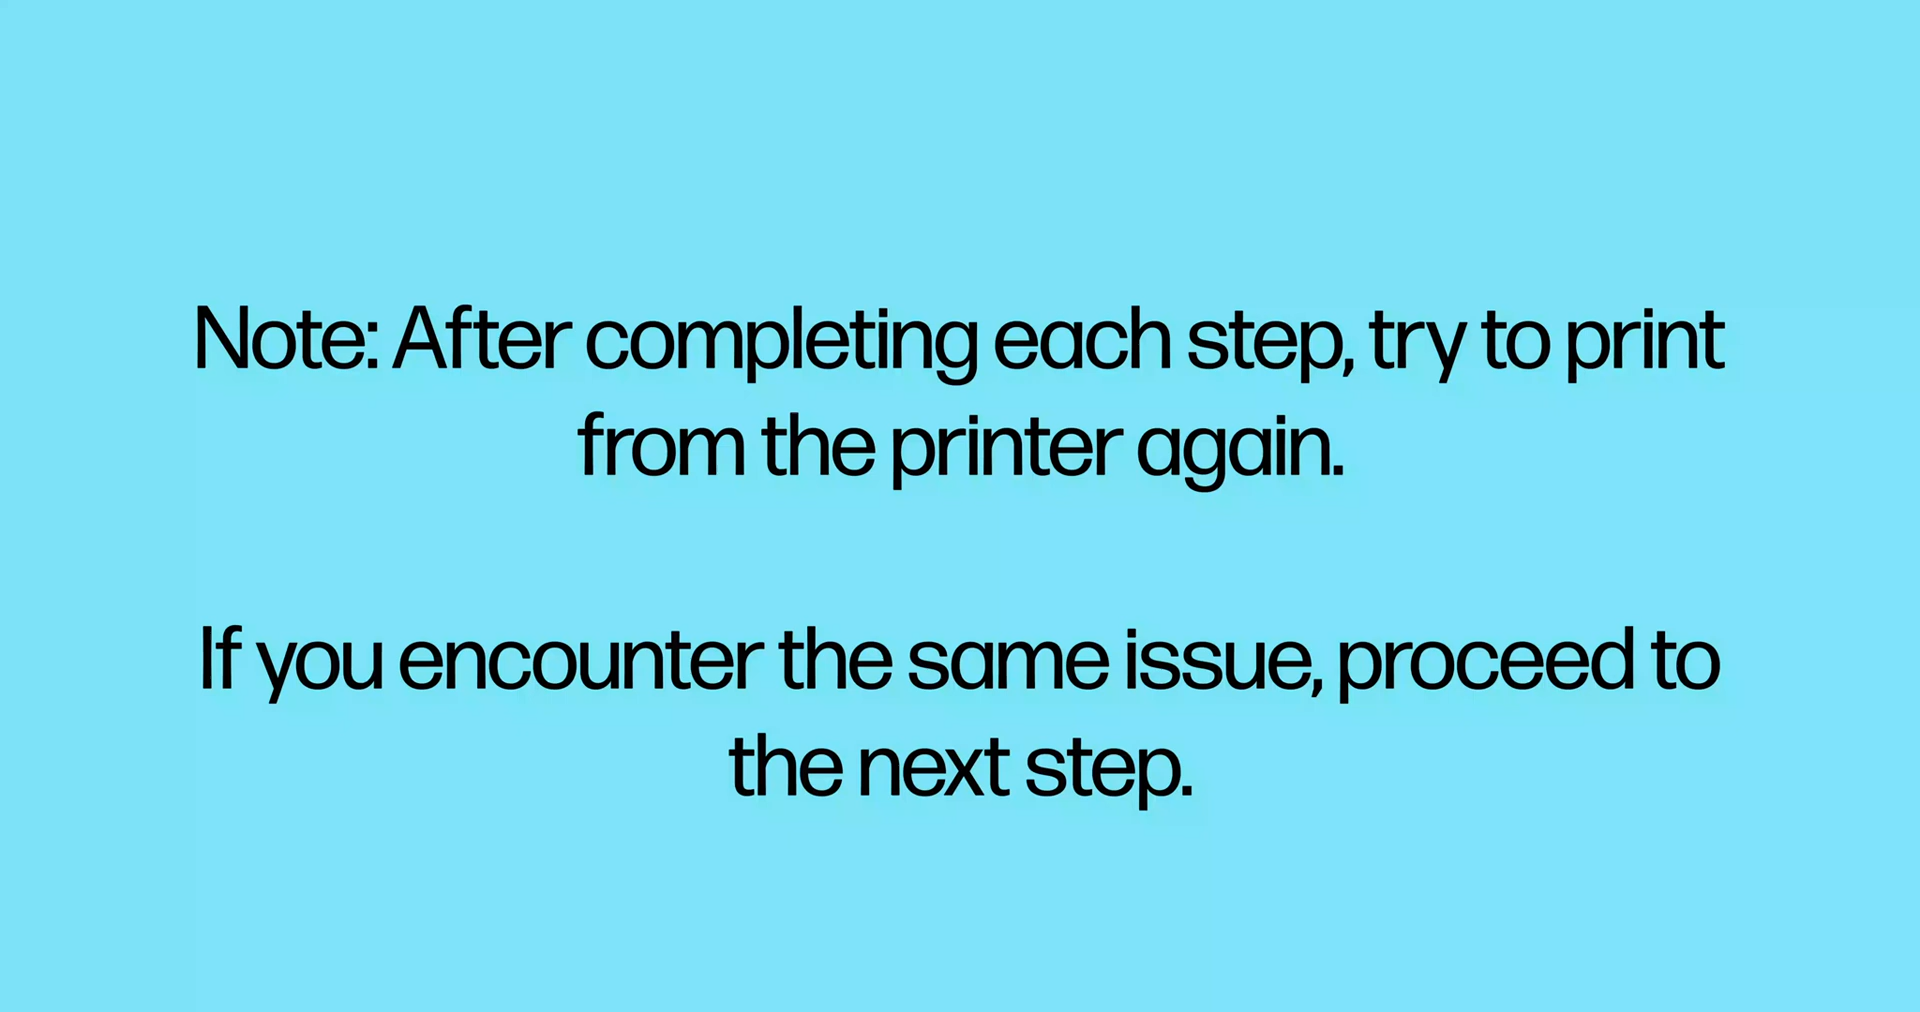 Note: After completing each step, try to print
from the printer again.
If you encounter the same issue, proceed to
the next step.